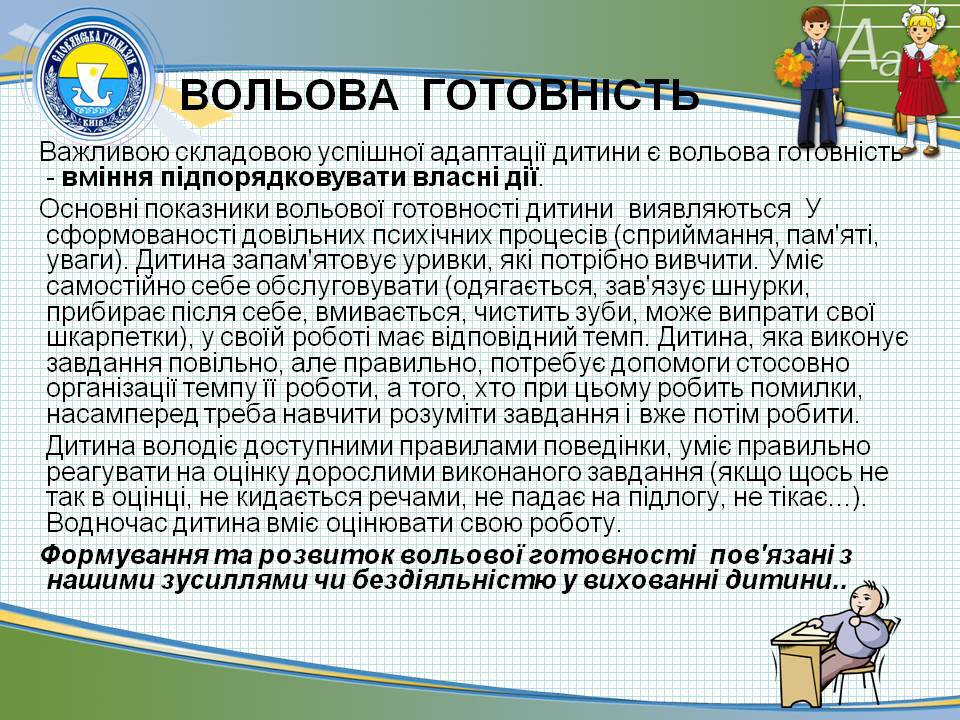 СЛОВ'ЯНСЬКА ГІМНАЗІЯ
КИЇВ
Аа
ВОЛЬОВА ГОТОВНІСТЬ
Важливою складовою успішної адаптації дитини є вольова готовність
- вміння підпорядковувати власні дії.
Основні показники вольової готовності дитини виявляються У
сформованості довільних психічних процесів (сприймання, пам'яті,
уваги). Дитина запам'ятовує уривки, які потрібно вивчити. Уміє
самостійно себе обслуговувати (одягається, зав'язує шнурки,
прибирає після себе, вмивається, чистить зуби, може випрати свої
шкарпетки), у своїй роботі має відповідний темп. Дитина, яка виконує
завдання повільно, але правильно, потребує допомоги стосовно
організації темпу її роботи, а того, хто при цьому робить помилки,
насамперед треба навчити розуміти завдання і вже потім робити.
Дитина володіє доступними правилами поведінки, уміє правильно
реагувати на оцінку дорослими виконаного завдання (якщо щось не
так в оцінці, не кидається речами, не падає на підлогу, не тікає...).
Водночас дитина вміє оцінювати свою роботу.
Формування та розвиток вольової готовності пов'язані з
нашими зусиллями чи бездіяльністю у вихованні дитини..